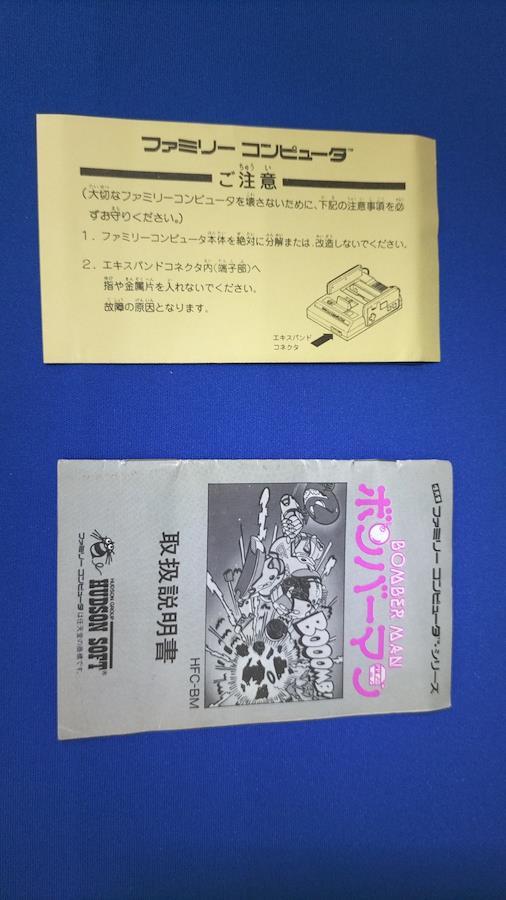 ファミリー コンピュータ™
ちゅう い
ご注意
(大切なファミリーコンピュータを壊さないために、下記の注意事項を必
ずお守りください。)
1. ファミリーコンピュータ本体を絶対に分解または、改造しないでください。
2. エキスパンドコネクタ内(端子部)へ
指や金属片を入れないでください。
故障の原因となります。
エキスパンド
コネクタ
ファミリー コンピュータ™シリーズ
BOMBER MAN
ボンバーマン
BOOOMB!
取扱説明書
HFC-BM
HUDSON GROUP
HUDSON SOFT®
ファミリー コンピュータは任天堂の商標です。